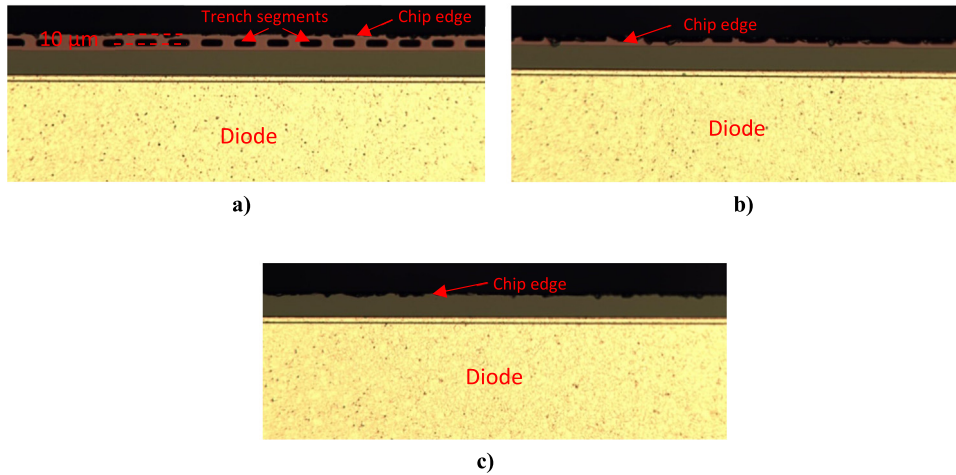 Trench segments
Chip edge
10 µm
Diode
a)
Chip edge
Diode
b)
Chip edge
Diode
c)